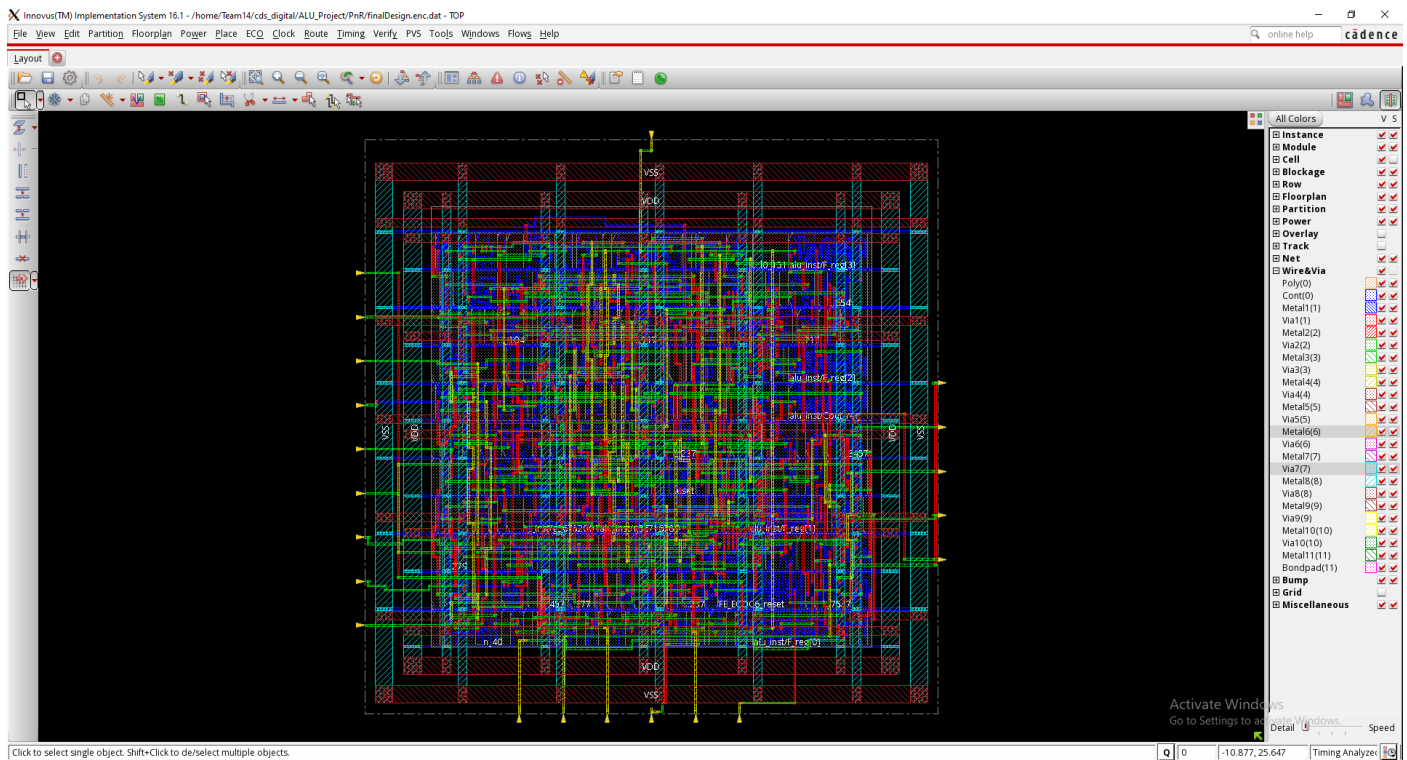 Innovus(TM) Implementation System 16.1 - /home/Team14/cds_digital/ALU_Project/PnR/finalDesign.enc.dat - TOP
File View Edit Partition Floorplan Power Place ECO Clock Route Timing Verify PVS Tools Windows Flows Help
online help
cādence
Layout
All Colors V S
Instance
Module
Cell
Blockage
Row
Floorplan
Partition
Power
Overlay
Track
Net
Wire&Via
Poly(0)
Cont(0)
Metal1(1)
Via1(1)
Metal2(2)
Via2(2)
Metal3(3)
Via3(3)
Metal4(4)
Via4(4)
Metal5(5)
Via5(5)
Metal6(6)
Via6(6)
Metal7(7)
Via7(7)
Metal8(8)
Via8(8)
Metal9(9)
Via9(9)
Metal10(10)
Via10(10)
Metal11(11)
Bondpad(11)
Bump
Grid
Miscellaneous
VSS
VDD
alu_inst/F_reg[3]
alu_inst/F_reg[2]
VSS VDD VDD VSS
alu_inst/F_reg[1]
FE_ECOC6_reset
n_40
alu_inst/F_reg[0]
VDD
VSS
Activate Windows
Go to Settings to activate Windows.
Detail Speed
Click to select single object. Shift+Click to de/select multiple objects.
Q 0 -10.877, 25.647 Timing Analyze